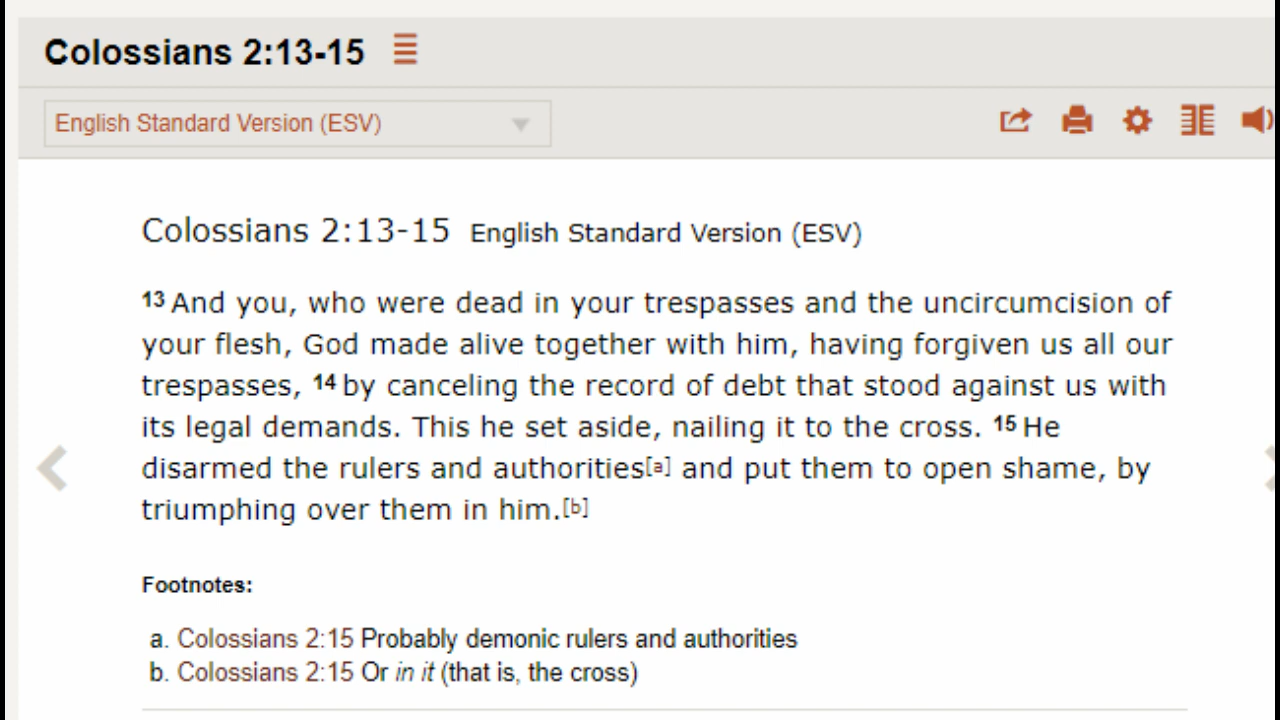 Colossians 2:13-15
English Standard Version (ESV)
Colossians 2:13-15 English Standard Version (ESV)
13 And you, who were dead in your trespasses and the uncircumcision of
your flesh, God made alive together with him, having forgiven us all our
trespasses, 14 by canceling the record of debt that stood against us with
its legal demands. This he set aside, nailing it to the cross. 15 He
disarmed the rulers and authorities[a] and put them to open shame, by
triumphing over them in him.[b]
Footnotes:
a. Colossians 2:15 Probably demonic rulers and authorities
b. Colossians 2:15 Or in it (that is, the cross)